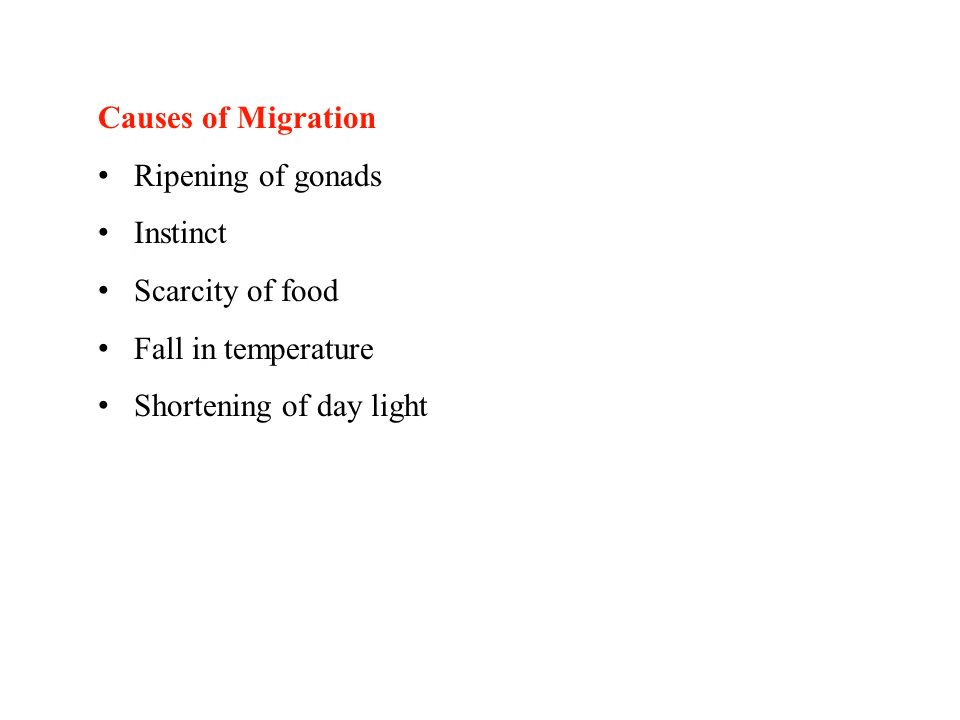 Causes of Migration
• Ripening of gonads
• Instinct
• Scarcity of food
• Fall in temperature
• Shortening of day light